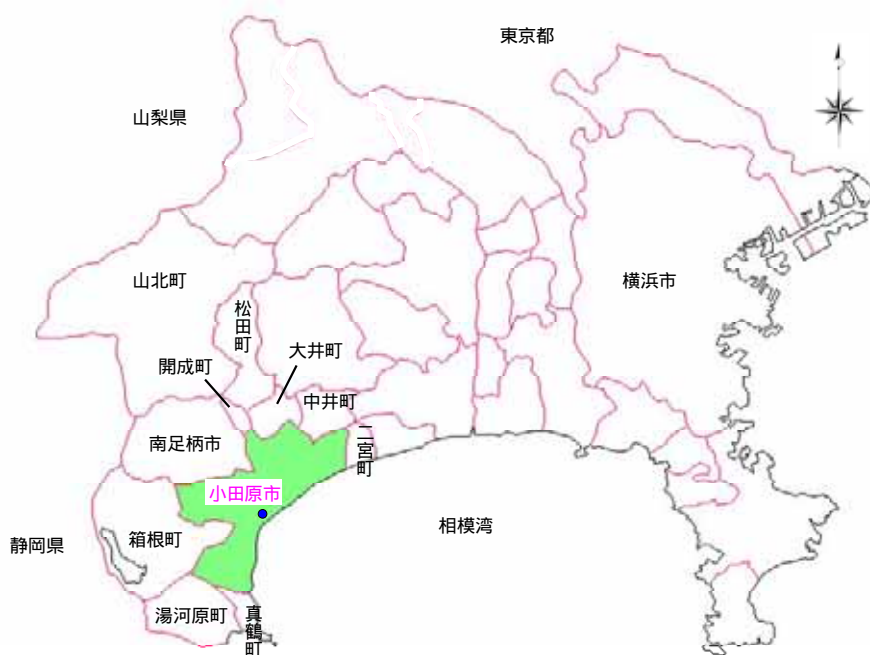 東京都
山梨県
山北町
横浜市
松田町
大井町
開成町
中井町
南足柄市
二宮町
小田原市
相模湾
箱根町
静岡県
湯河原町
真鶴町